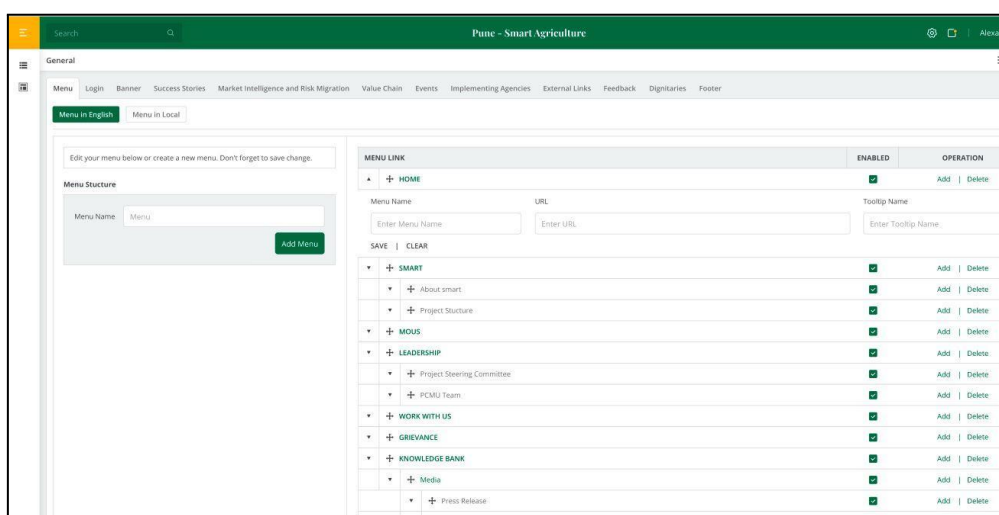 Search
Pune - Smart Agriculture
Alexa
General
Menu Login Banner Success Stories Market Intelligence and Risk Migration Value Chain Events Implementing Agencies External Links Feedback Dignitaries Footer
Menu in English Menu in Local
Edit your menu below or create a new menu. Don't forget to save change.
Menu Stucture
Menu Name Menu
Add Menu
MENU LINK ENABLED OPERATION
HOME Add | Delete
Menu Name URL Tooltip Name
Enter Menu Name Enter URL Enter Tooltip Name
SAVE | CLEAR
SMART Add | Delete
About smart Add | Delete
Project Stucture Add | Delete
MOUS Add | Delete
LEADERSHIP Add | Delete
Project Steering Committee Add | Delete
PCMU Team Add | Delete
WORK WITH US Add | Delete
GRIEVANCE Add | Delete
KNOWLEDGE BANK Add | Delete
Media Add | Delete
Press Release Add | Delete